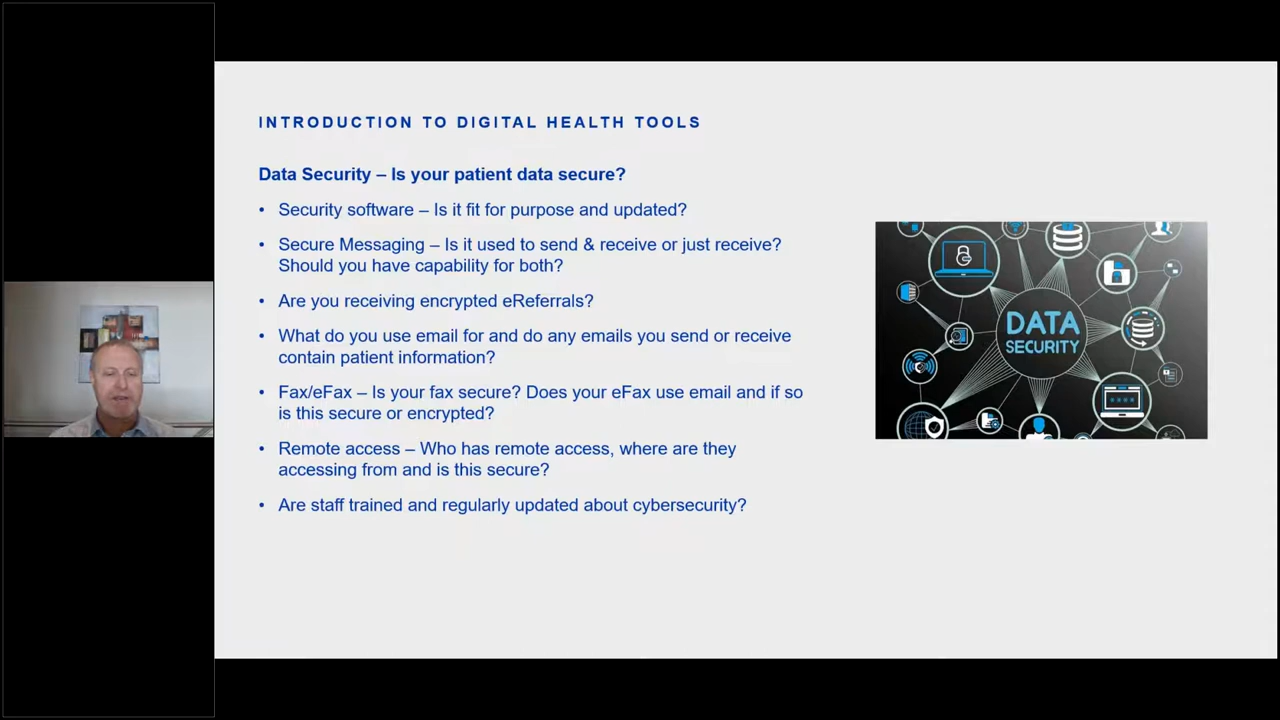 INTRODUCTION TO DIGITAL HEALTH TOOLS
Data Security – Is your patient data secure?
• Security software – Is it fit for purpose and updated?
• Secure Messaging – Is it used to send & receive or just receive?
Should you have capability for both?
• Are you receiving encrypted eReferrals?
• What do you use email for and do any emails you send or receive
contain patient information?
• Fax/eFax – Is your fax secure? Does your eFax use email and if so
is this secure or encrypted?
• Remote access – Who has remote access, where are they
accessing from and is this secure?
• Are staff trained and regularly updated about cybersecurity?
DATA
SECURITY